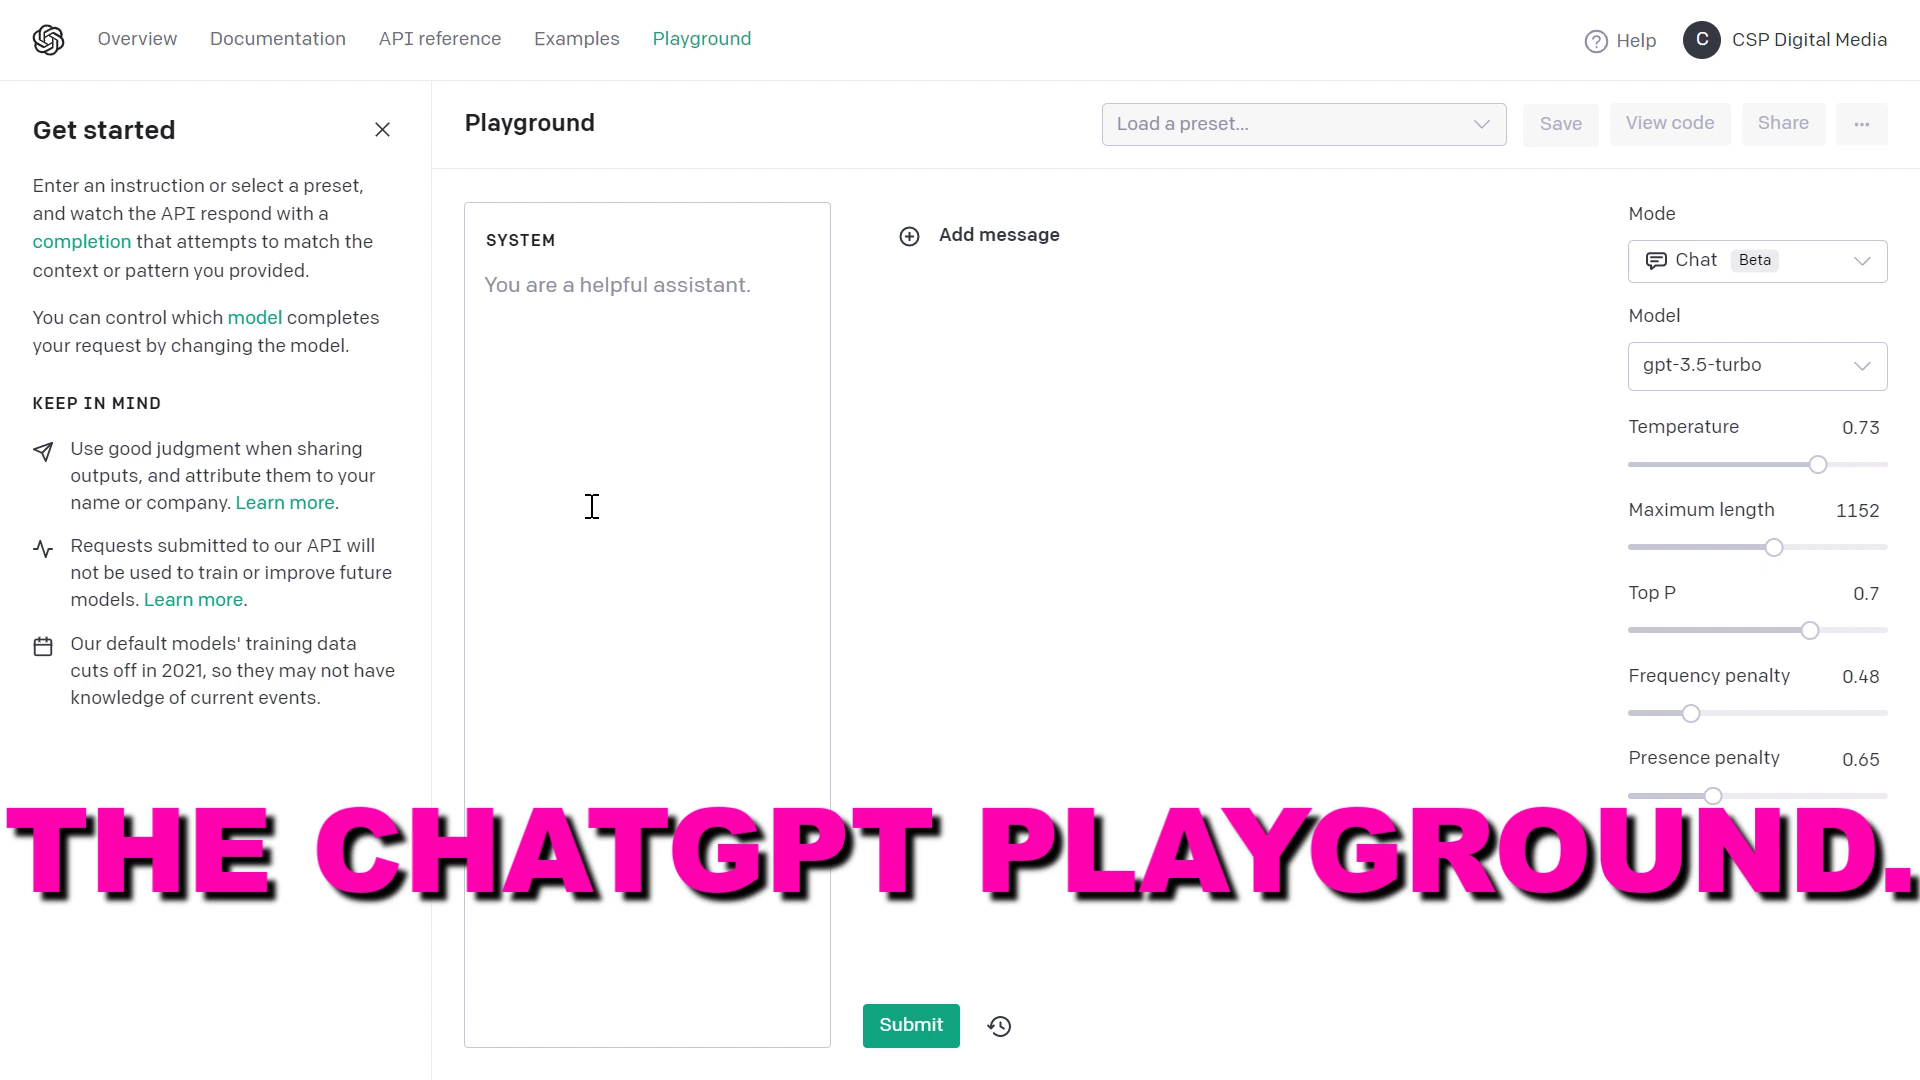 Overview Documentation API reference Examples Playground Help C CSP Digital Media
Get started
Enter an instruction or select a preset,
and watch the API respond with a
completion that attempts to match the
context or pattern you provided.
You can control which model completes
your request by changing the model.
KEEP IN MIND
Use good judgment when sharing
outputs, and attribute them to your
name or company. Learn more.
Requests submitted to our API will
not be used to train or improve future
models. Learn more.
Our default models' training data
cuts off in 2021, so they may not have
knowledge of current events.
Playground Load a preset... Save View code Share ...
SYSTEM
You are a helpful assistant.
Add message
Mode
Chat Beta
Model
gpt-3.5-turbo
Temperature 0.73
Maximum length 1152
Top P 0.7
Frequency penalty 0.48
Presence penalty 0.65
THE CHATGPT PLAYGROUND.
Submit